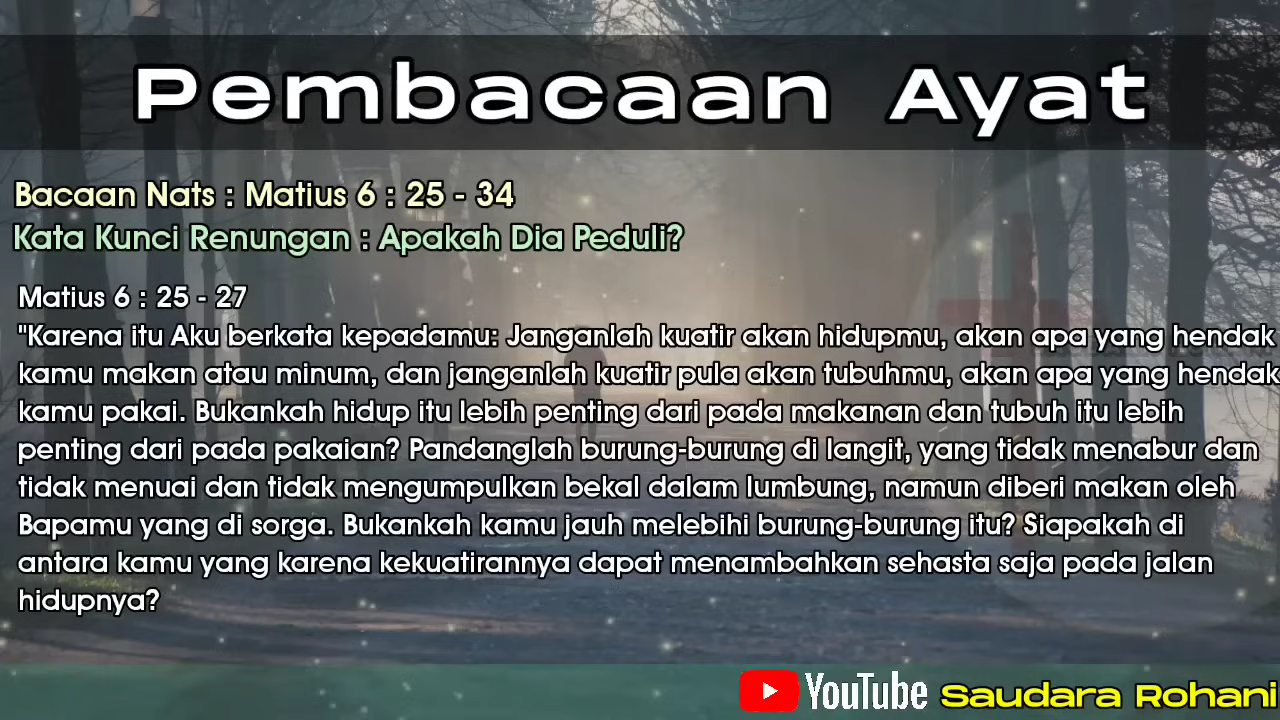 Pembacaan Ayat
Bacaan Nats : Matius 6 : 25 - 34
Kata Kunci Renungan : Apakah Dia Peduli?
Matius 6 : 25 - 27
"Karena itu Aku berkata kepadamu: Janganlah kuatir akan hidupmu, akan apa yang hendak
kamu makan atau minum, dan janganlah kuatir pula akan tubuhmu, akan apa yang hendak
kamu pakai. Bukankah hidup itu lebih penting dari pada makanan dan tubuh itu lebih
penting dari pada pakaian? Pandanglah burung-burung di langit, yang tidak menabur dan
tidak menuai dan tidak mengumpulkan bekal dalam lumbung, namun diberi makan oleh
Bapamu yang di sorga. Bukankah kamu jauh melebihi burung-burung itu? Siapakah di
antara kamu yang karena kekuatirannya dapat menambahkan sehasta saja pada jalan
hidupnya?
YouTube Saudara Rohani